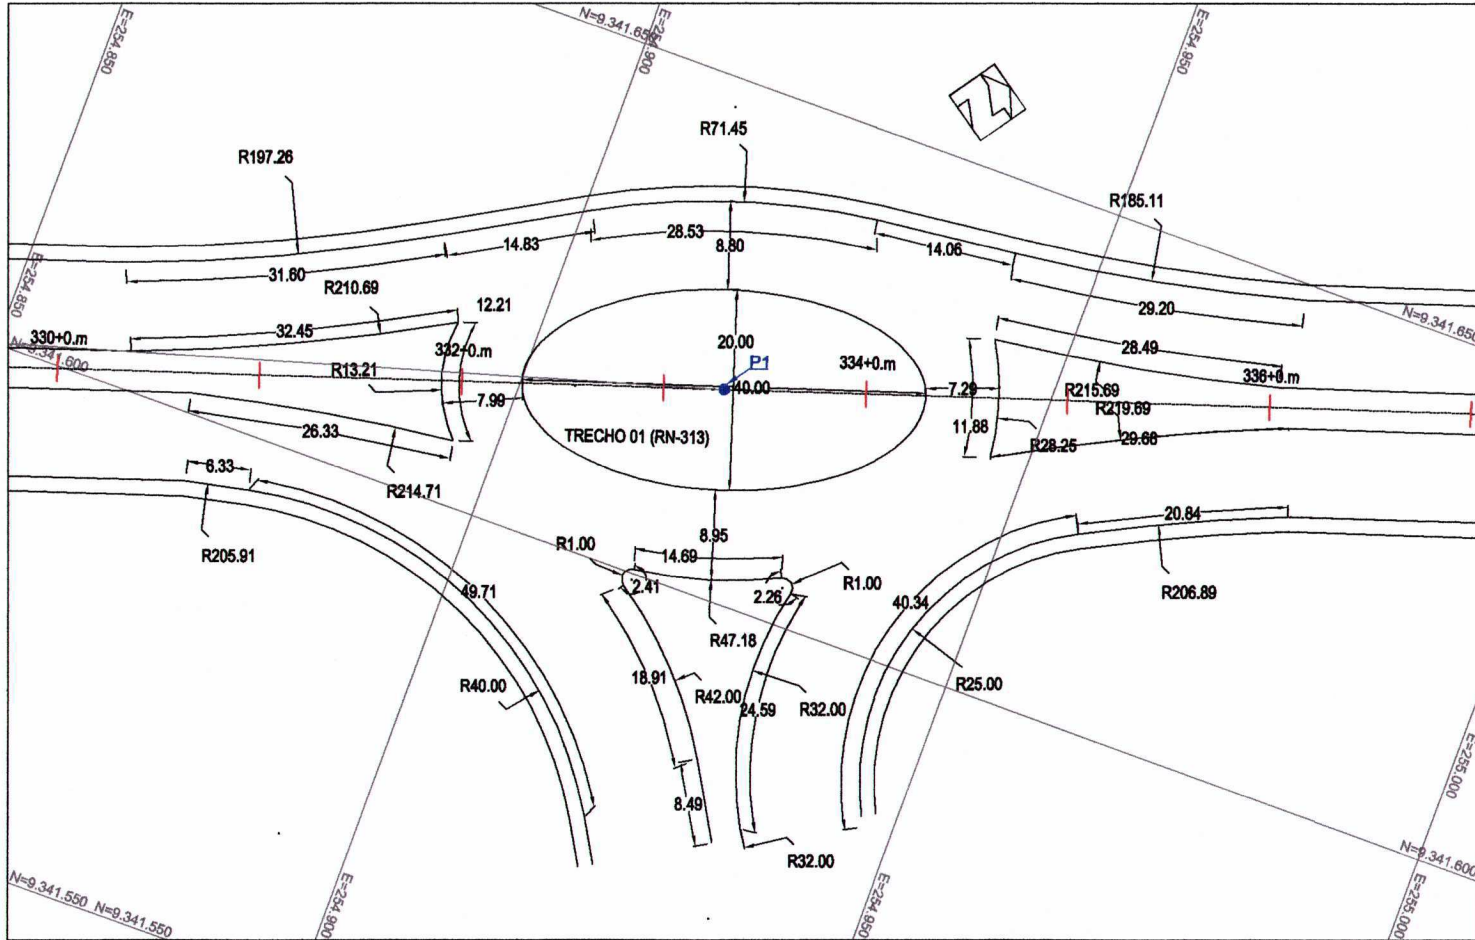 E=254.850
N=9.341.650
E=254.900
E=254.950
R71.45
R197.26
R185.11
14.83
28.53
8.80
14.06
31.60
E=254.850
R210.69
12.21
29.20
N=9.341.650
330+0.m
32.45
332+0.m
20.00
28.49
N=9.341.600
R13.21
P1
334+0.m
336+0.m
40.00
7.99
7.29
R215.69
R219.69
26.33
TRECHO 01 (RN-313)
11.88
R28.25
29.66
6.33
R214.71
20.84
8.95
R1.00
14.69
R205.91
2.41
R1.00
49.71
2.26
40.34
R206.89
R47.18
18.91
R40.00
R42.00
R25.00
24.59
R32.00
E=255.000
8.49
R32.00
N=9.341.600
N=9.341.550
N=9.341.550
E=254.900
E=254.950
E=255.000